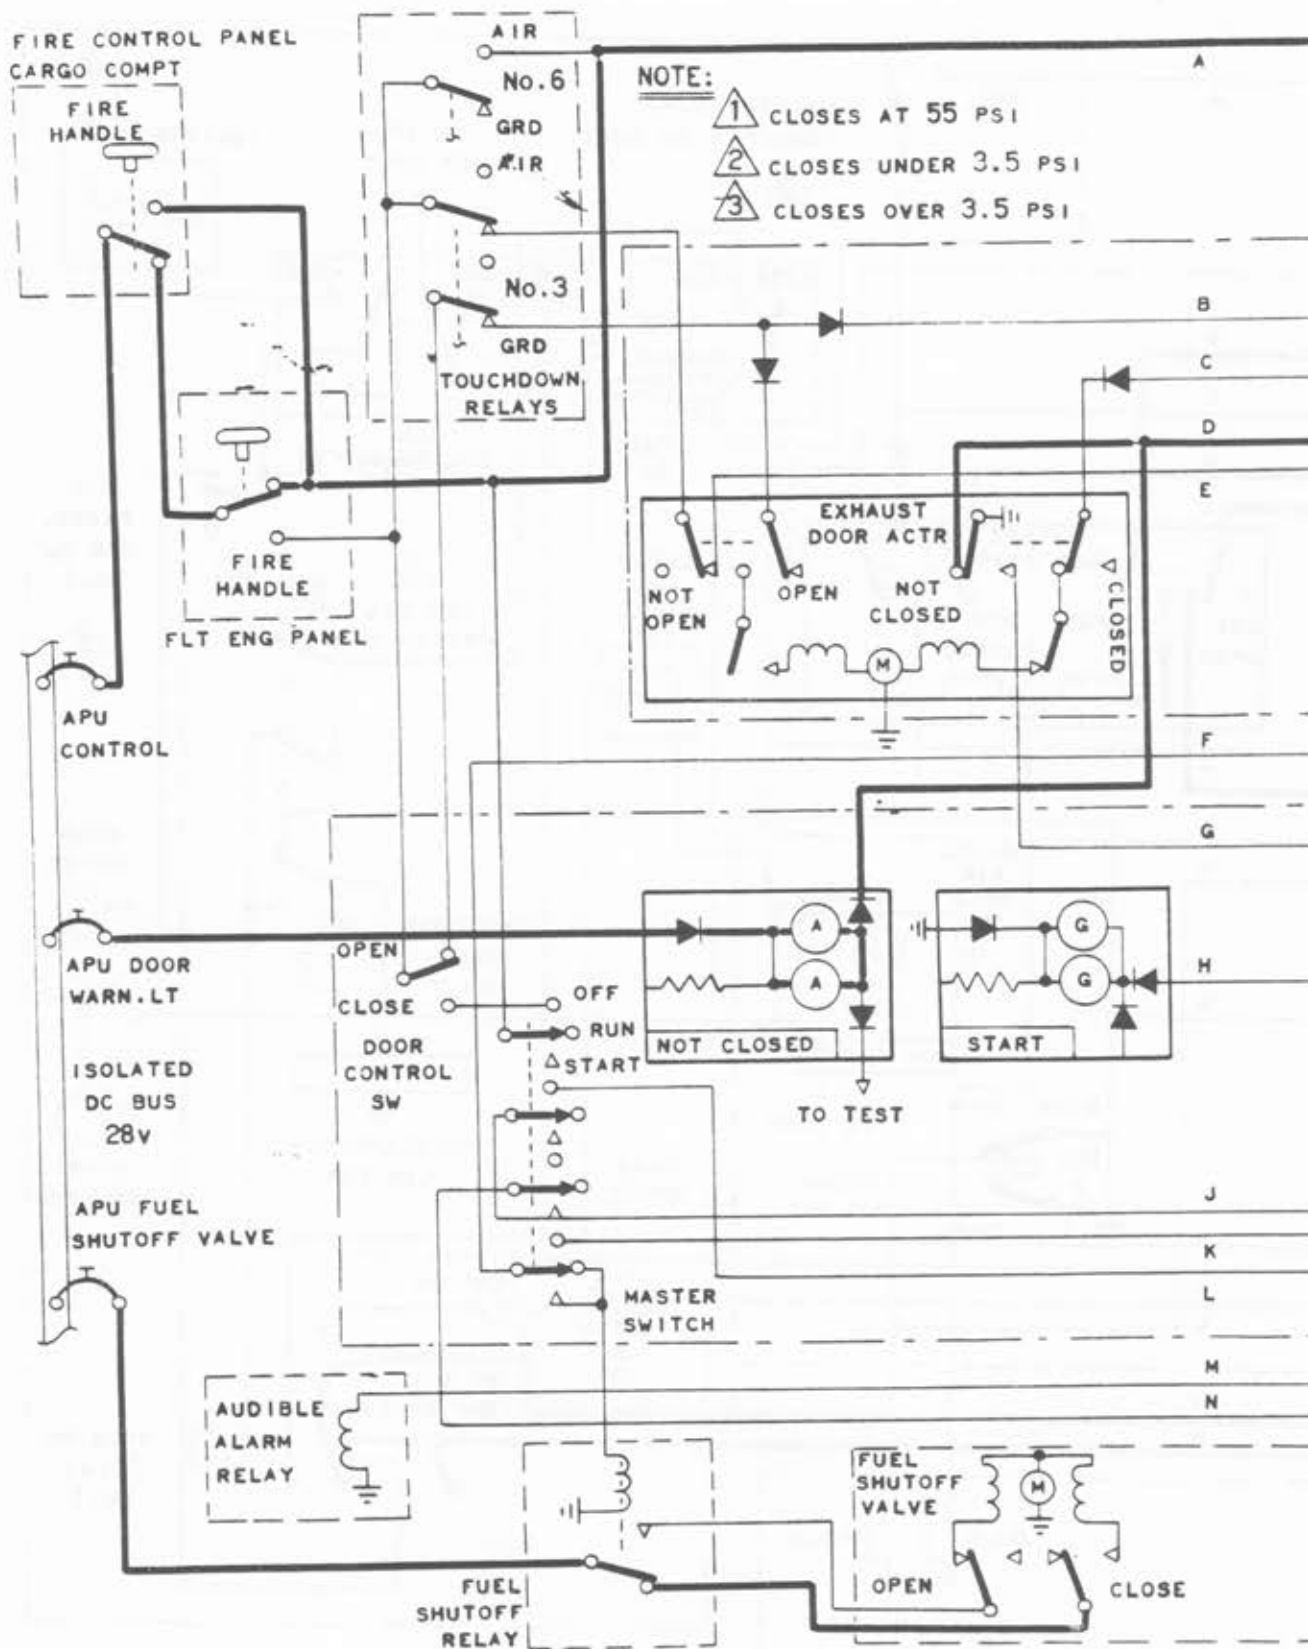 FIRE CONTROL PANEL
CARGO COMPT
FIRE
HANDLE
AIR
No.6
GRD
AIR
No.3
GRD
TOUCHDOWN
RELAYS
NOTE:
1 CLOSES AT 55 PSI
2 CLOSES UNDER 3.5 PSI
3 CLOSES OVER 3.5 PSI
A
B
C
D
E
FIRE
HANDLE
FLT ENG PANEL
EXHAUST
DOOR ACTR
NOT
OPEN
OPEN
NOT
CLOSED
CLOSED
M
APU
CONTROL
F
G
APU DOOR
WARN.LT
OPEN
CLOSE
DOOR
CONTROL
SW
OFF
RUN
START
A
A
NOT CLOSED
TO TEST
G
G
START
H
ISOLATED
DC BUS
28V
APU FUEL
SHUTOFF VALVE
J
K
L
MASTER
SWITCH
M
N
AUDIBLE
ALARM
RELAY
FUEL
SHUTOFF
RELAY
FUEL
SHUTOFF
VALVE
M
OPEN
CLOSE